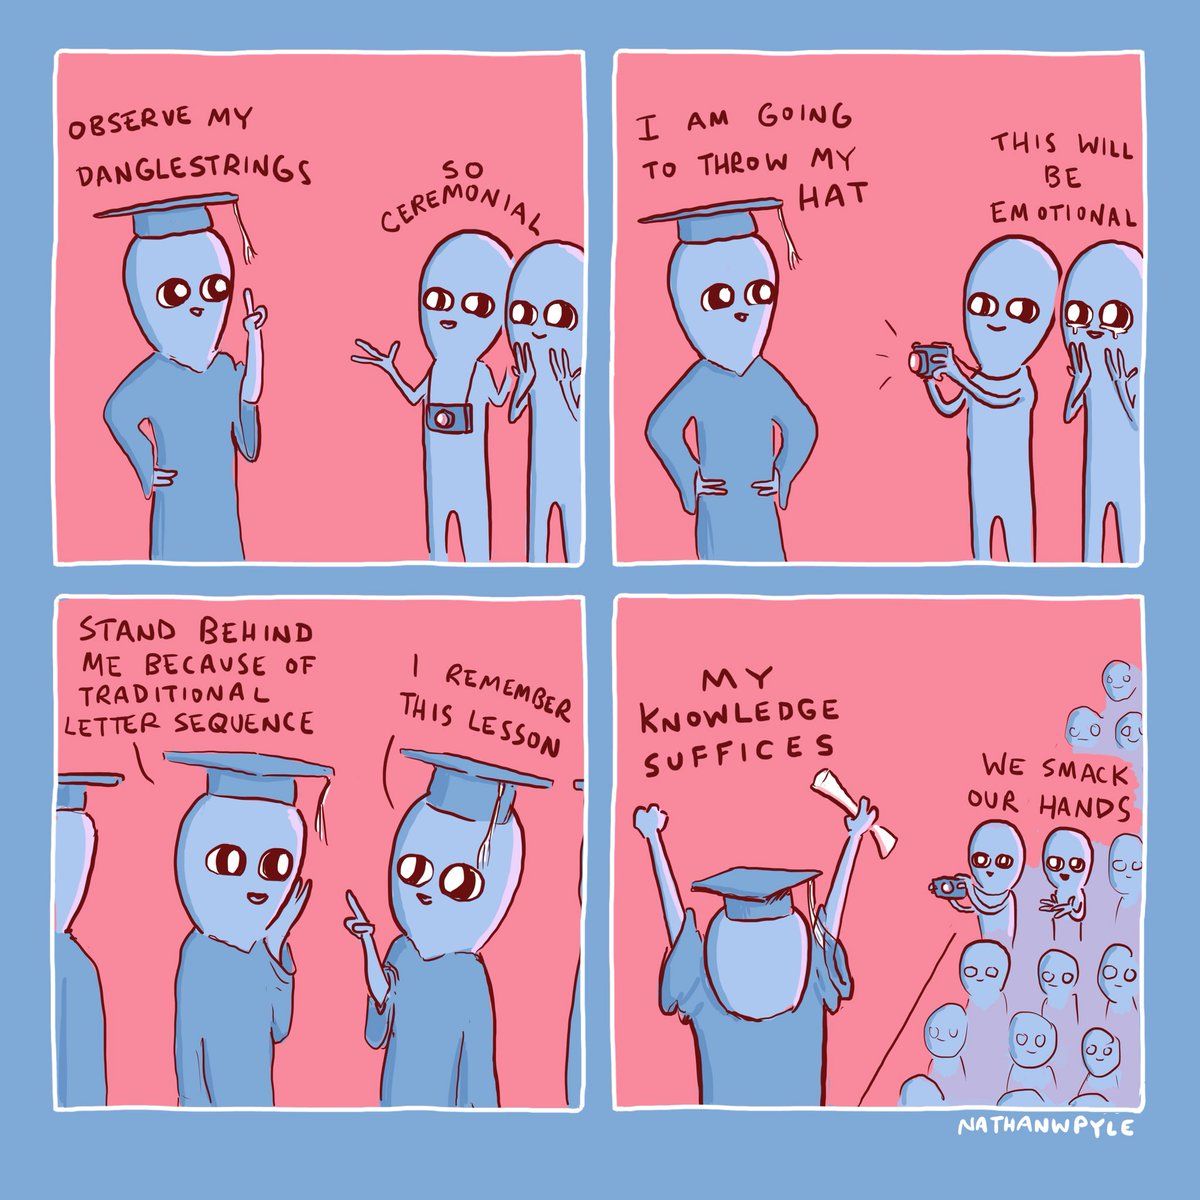 OBSERVE MY
DANGLESTRINGS
SO
CEREMONIAL
I AM GOING
TO THROW MY
HAT
THIS WILL
BE
EMOTIONAL
STAND BEHIND
ME BECAUSE OF
TRADITIONAL
LETTER SEQUENCE
I REMEMBER
THIS LESSON
MY
KNOWLEDGE
SUFFICES
WE SMACK
OUR HANDS
NATHANWPYLE